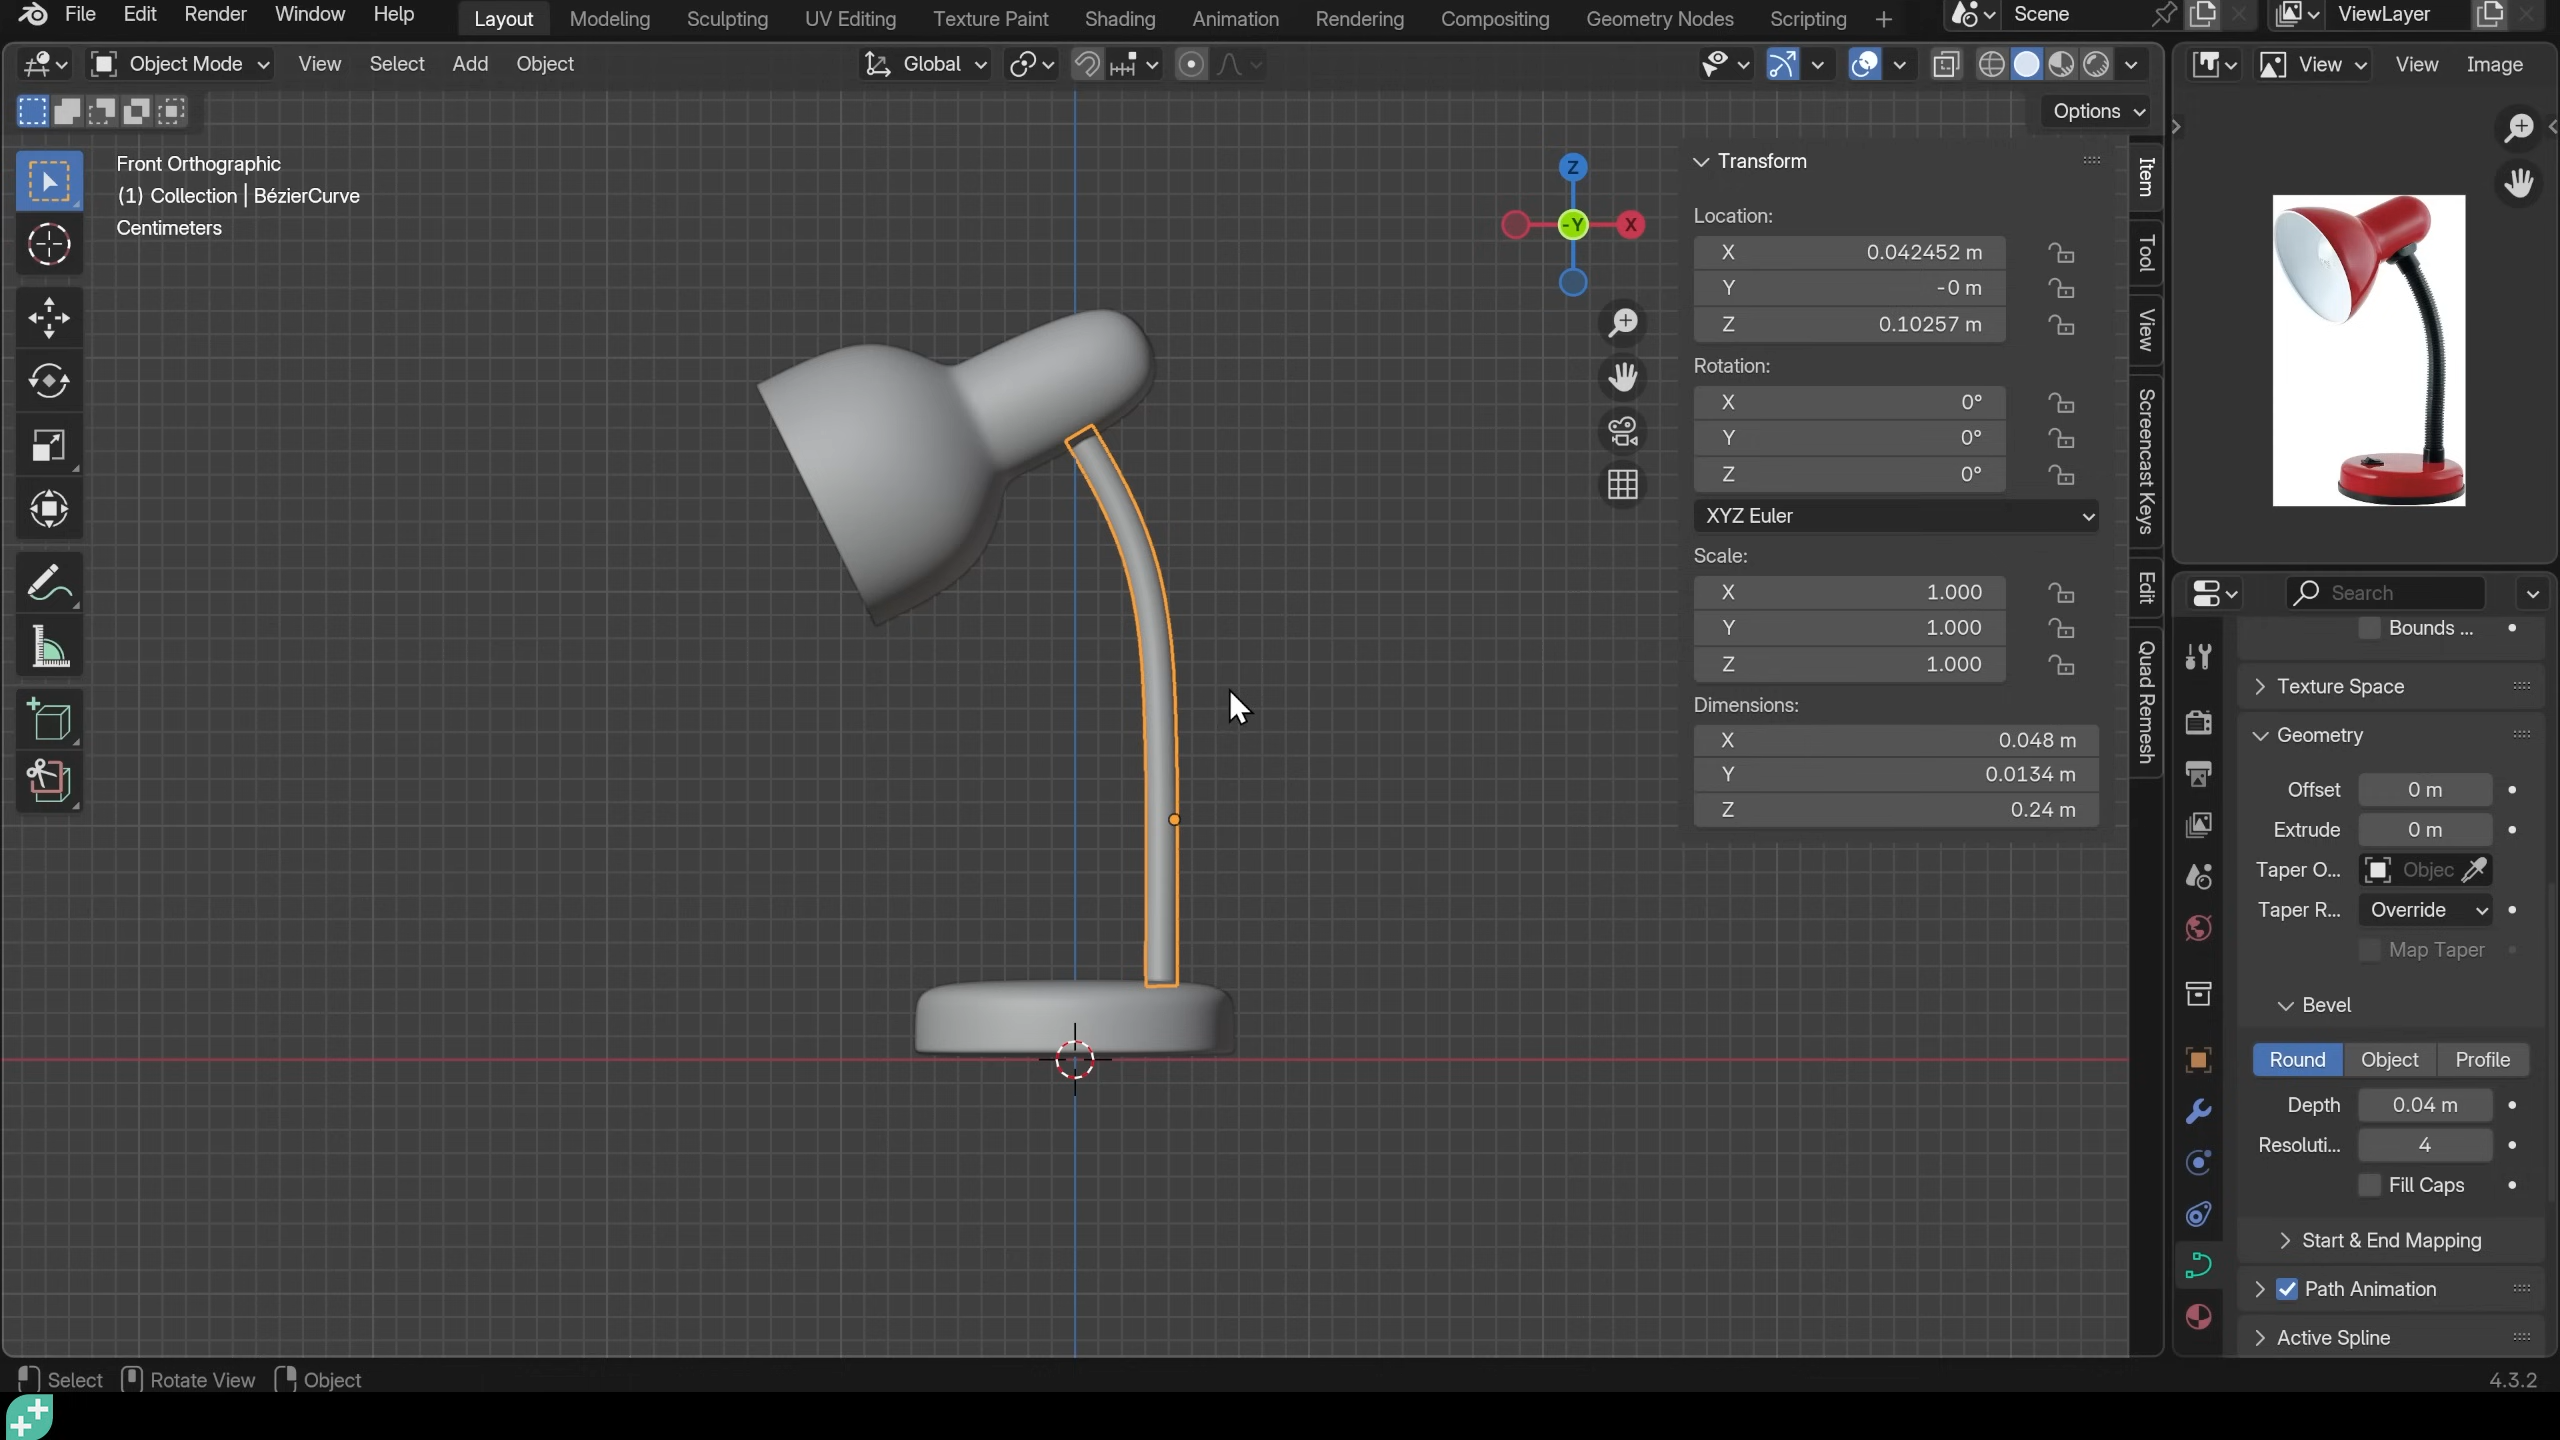 File Edit Render Window Help Layout Modeling Sculpting UV Editing Texture Paint Shading Animation Rendering Compositing Geometry Nodes Scripting + Scene ViewLayer
Object Mode View Select Add Object Global View View Image
Options
Front Orthographic
(1) Collection | BézierCurve
Centimeters
Z
-Y
X
Transform
Location:
X 0.042452 m
Y -0 m
Z 0.10257 m
Rotation:
X 0°
Y 0°
Z 0°
XYZ Euler
Scale:
X 1.000
Y 1.000
Z 1.000
Dimensions:
X 0.048 m
Y 0.0134 m
Z 0.24 m
Item
Tool
View
Screencast Keys
Edit
Quad Remesh
Search
Bounds ...
Texture Space
Geometry
Offset 0 m
Extrude 0 m
Taper O... Objec
Taper R... Override
Map Taper
Bevel
Round Object Profile
Depth 0.04 m
Resoluti... 4
Fill Caps
Start & End Mapping
Path Animation
Active Spline
Select Rotate View Object 4.3.2